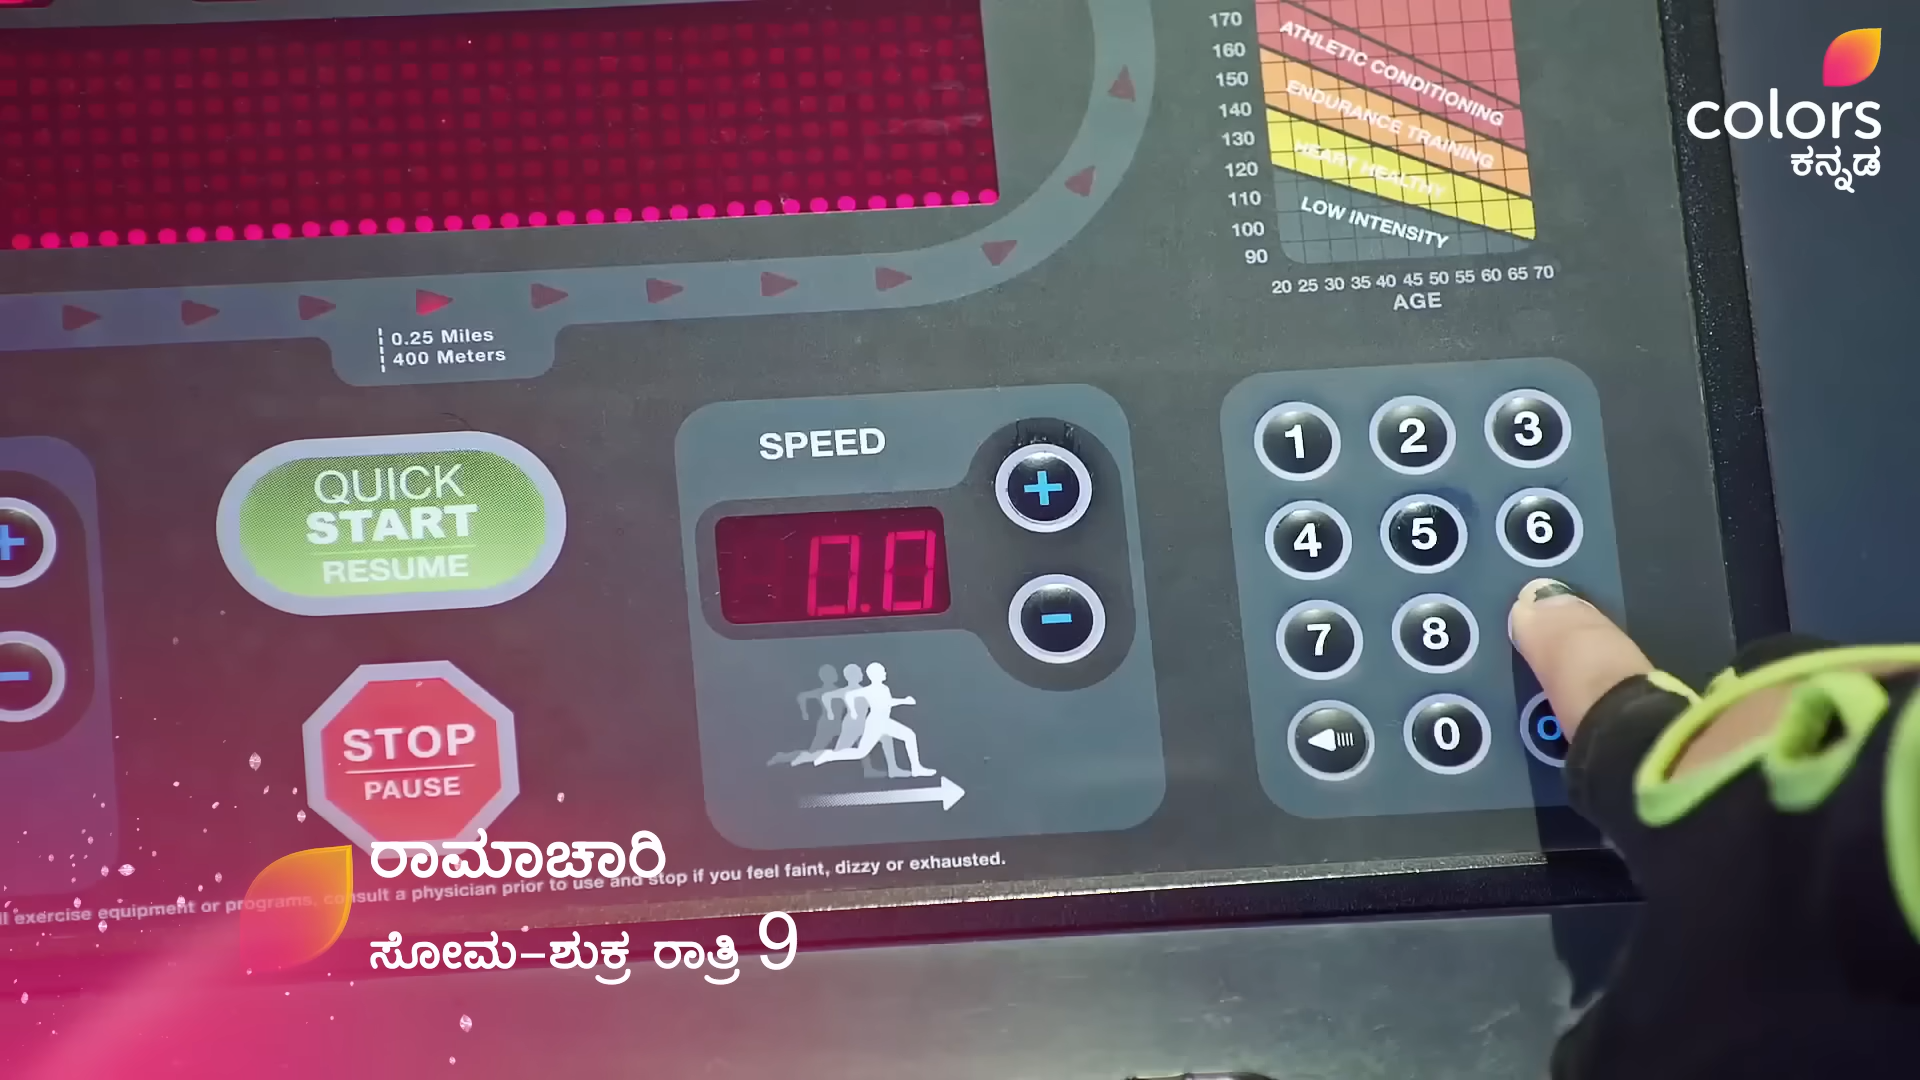 170
160
150
140
130
120
110
100
90
ATHLETIC CONDITIONING
ENDURANCE TRAINING
HEART HEALTHY
LOW INTENSITY
20 25 30 35 40 45 50 55 60 65 70
AGE
colors
ಕನ್ನಡ
0.25 Miles
400 Meters
QUICK
START
RESUME
STOP
PAUSE
SPEED
+
-
0.0
1 2 3
4 5 6
7 8
0
+
-
exercise equipment or programs, consult a physician prior to use and stop if you feel faint, dizzy or exhausted.
ರಾಮಾಚಾರಿ
ಸೋಮ-ಶುಕ್ರ ರಾತ್ರಿ 9